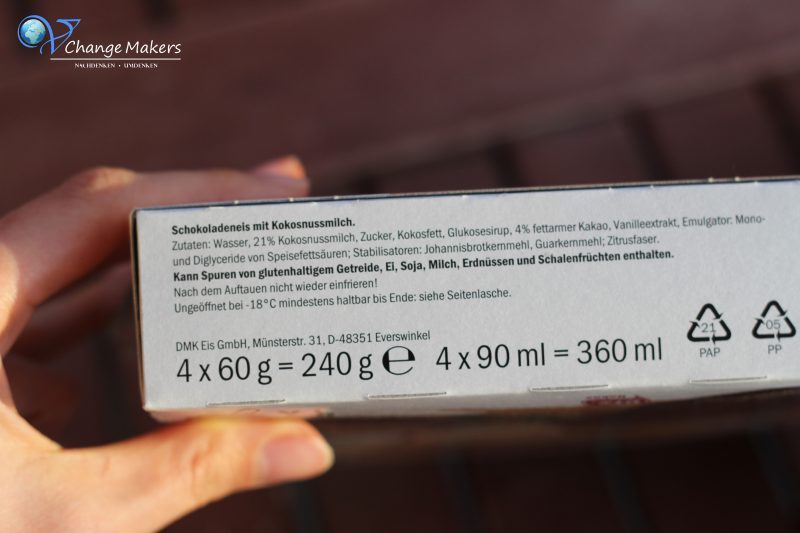 V Change Makers
NACHDENKEN • UMDENKEN
Schokoladeneis mit Kokosnussmilch.
Zutaten: Wasser, 21% Kokosnussmilch, Zucker, Kokosfett, Glukosesirup, 4% fettarmer Kakao, Vanilleextrakt, Emulgator: Mono-
und Diglyceride von Speisefettsäuren; Stabilisatoren: Johannisbrotkernmehl, Guarkernmehl; Zitrusfaser.
Kann Spuren von glutenhaltigem Getreide, Ei, Soja, Milch, Erdnüssen und Schalenfrüchten enthalten.
Nach dem Auftauen nicht wieder einfrieren!
Ungeöffnet bei -18°C mindestens haltbar bis Ende: siehe Seitenlasche.
DMK Eis GmbH, Münsterstr. 31, D-48351 Everswinkel
4 x 60 g = 240 g ℮ 4 x 90 ml = 360 ml
21 05
PAP PP